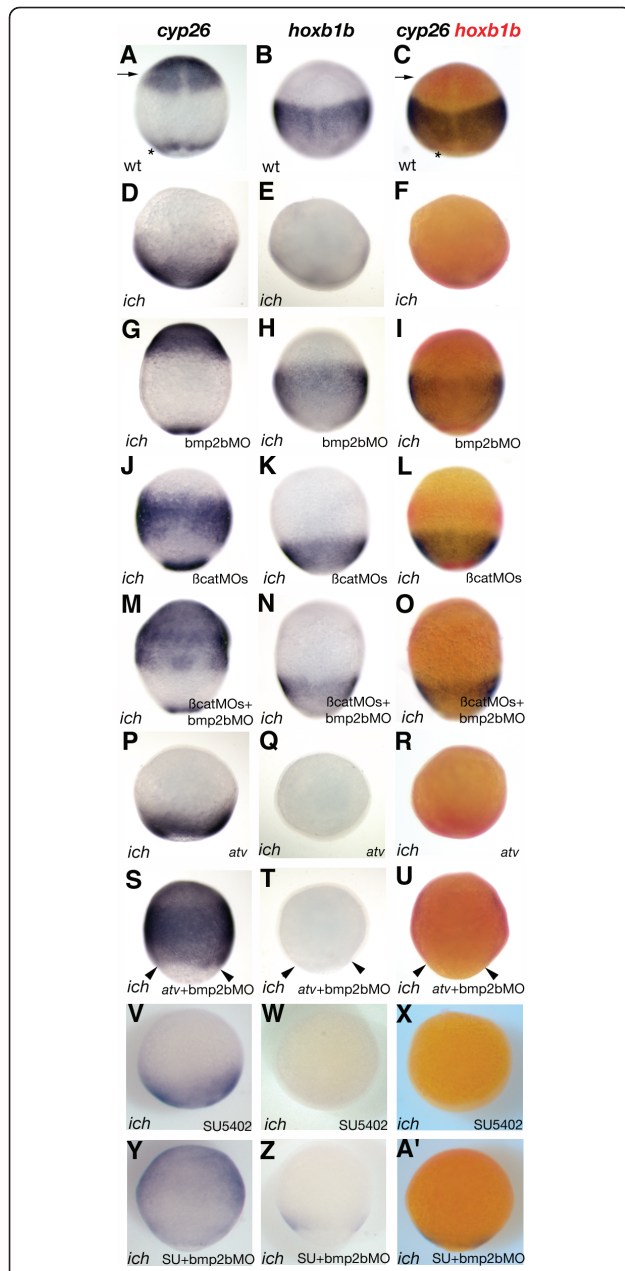 cyp26 hoxb1b cyp26 hoxb1b
A B C
* *
wt wt wt
D E F
ich ich ich
G H I
ich bmp2bMO ich bmp2bMO ich bmp2bMO
J K L
ich ßcatMOs ich ßcatMOs ich ßcatMOs
M N O
ßcatMOs+ ßcatMOs+ ßcatMOs+
ich bmp2bMO ich bmp2bMO ich bmp2bMO
P Q R
ich atv ich atv ich atv
S T U
ich atv+bmp2bMO ich atv+bmp2bMO ich atv+bmp2bMO
V W X
ich SU5402 ich SU5402 ich SU5402
Y Z A'
ich SU+bmp2bMO ich SU+bmp2bMO ich SU+bmp2bMO